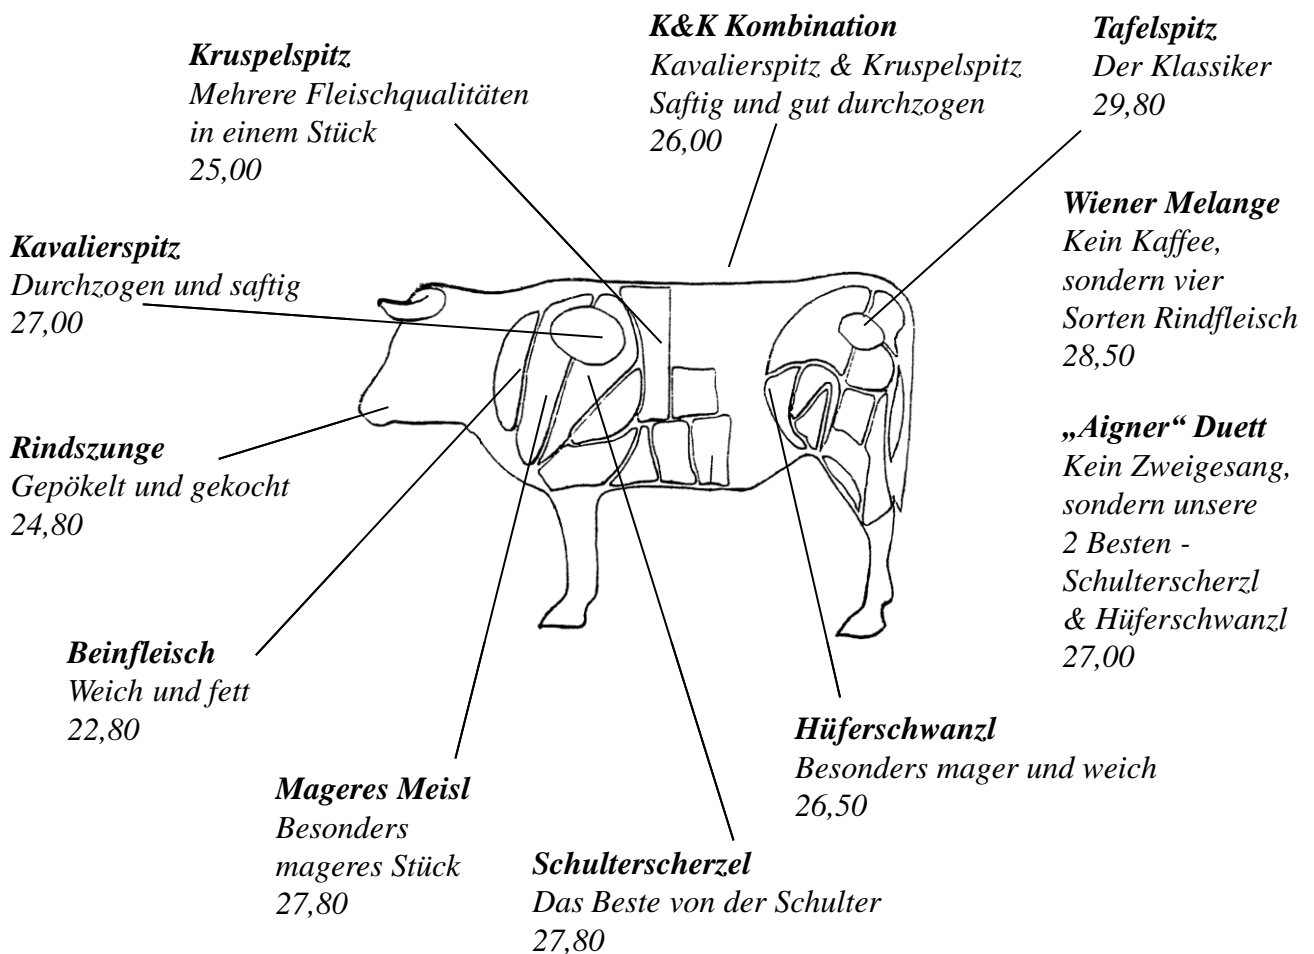 Kruspelspitz
Mehrere Fleischqualitäten
in einem Stück
25,00
K&K Kombination
Kavalierspitz & Kruspelspitz
Saftig und gut durchzogen
26,00
Tafelspitz
Der Klassiker
29,80
Kavalierspitz
Durchzogen und saftig
27,00
Wiener Melange
Kein Kaffee,
sondern vier
Sorten Rindfleisch
28,50
Rindszunge
Gepökelt und gekocht
24,80
„Aigner“ Duett
Kein Zweigesang,
sondern unsere
2 Besten -
Schulterscherzl
& Hüferschwanzl
27,00
Beinfleisch
Weich und fett
22,80
Mageres Meisl
Besonders
mageres Stück
27,80
Schulterscherzel
Das Beste von der Schulter
27,80
Hüferschwanzl
Besonders mager und weich
26,50